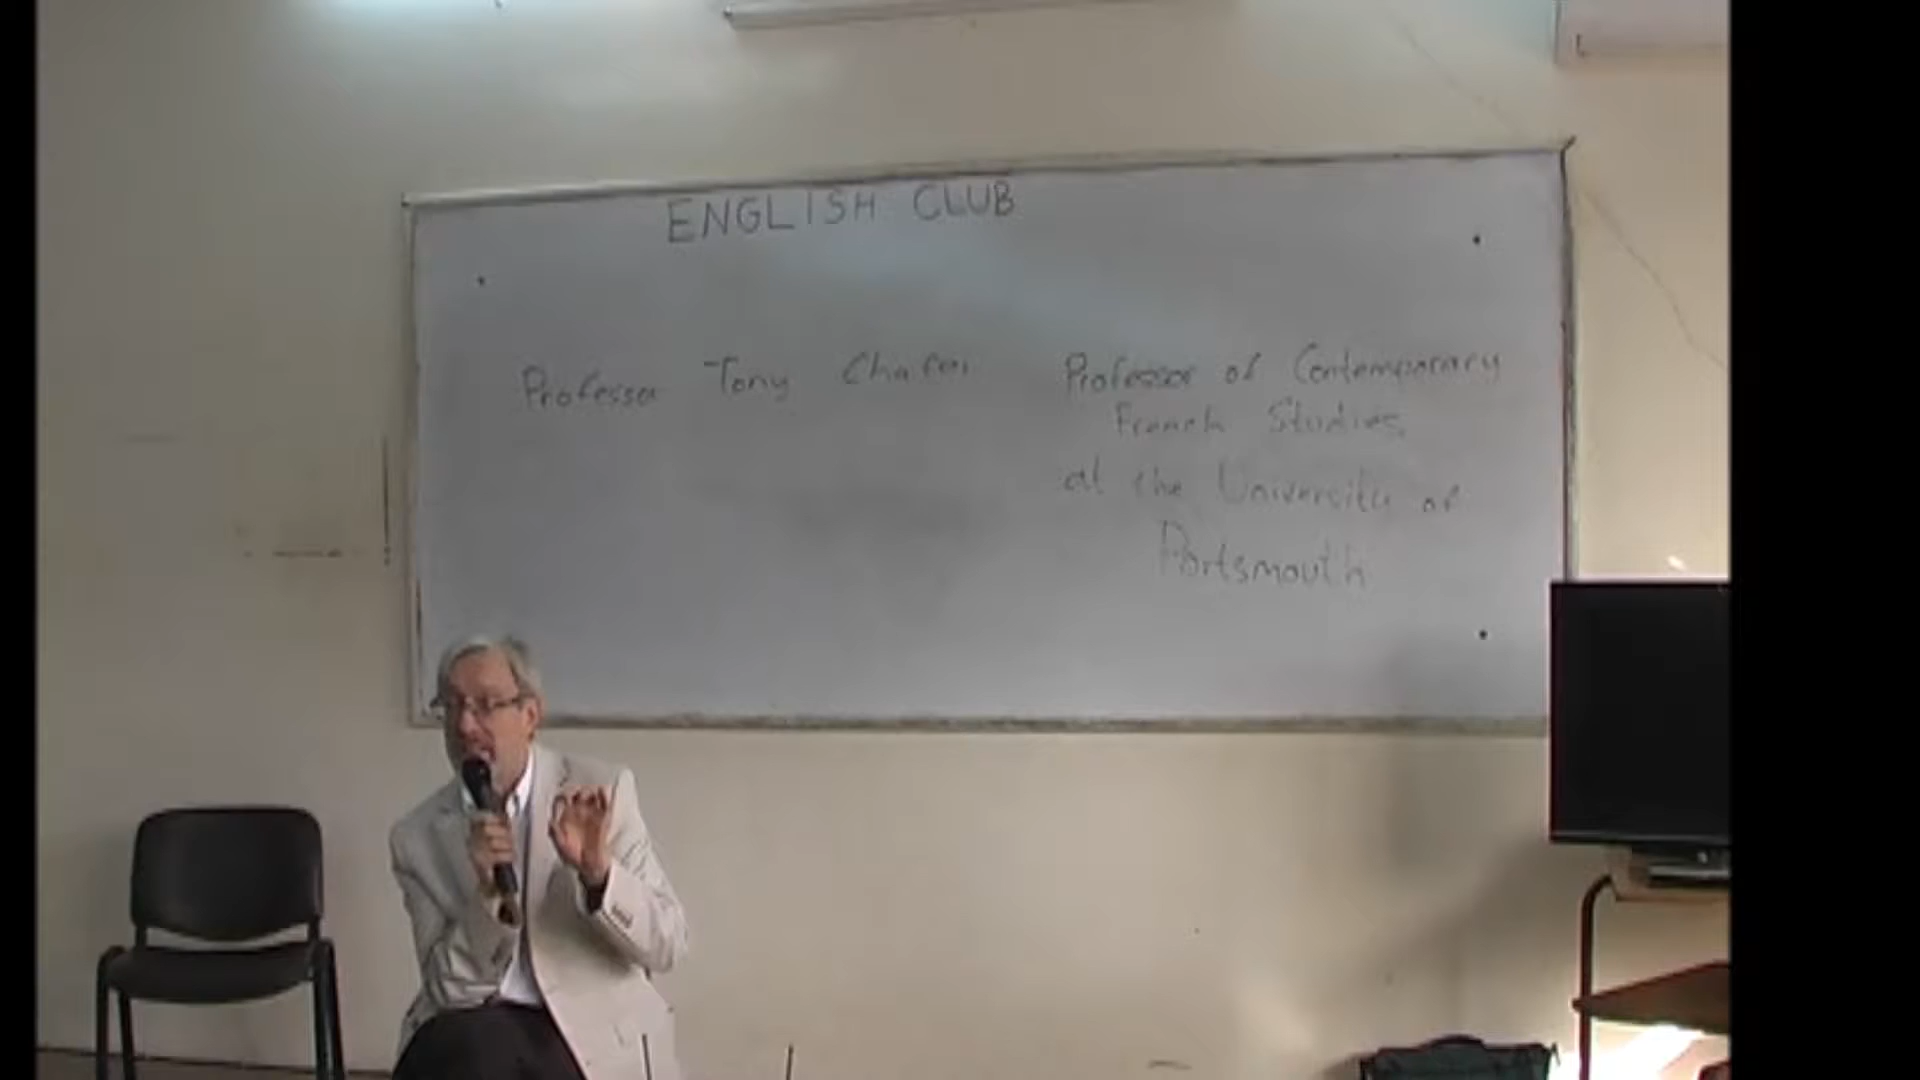 ENGLISH CLUB
Professor Tony Chafer
Professor of Contemporary
French Studies,
at the University of
Portsmouth